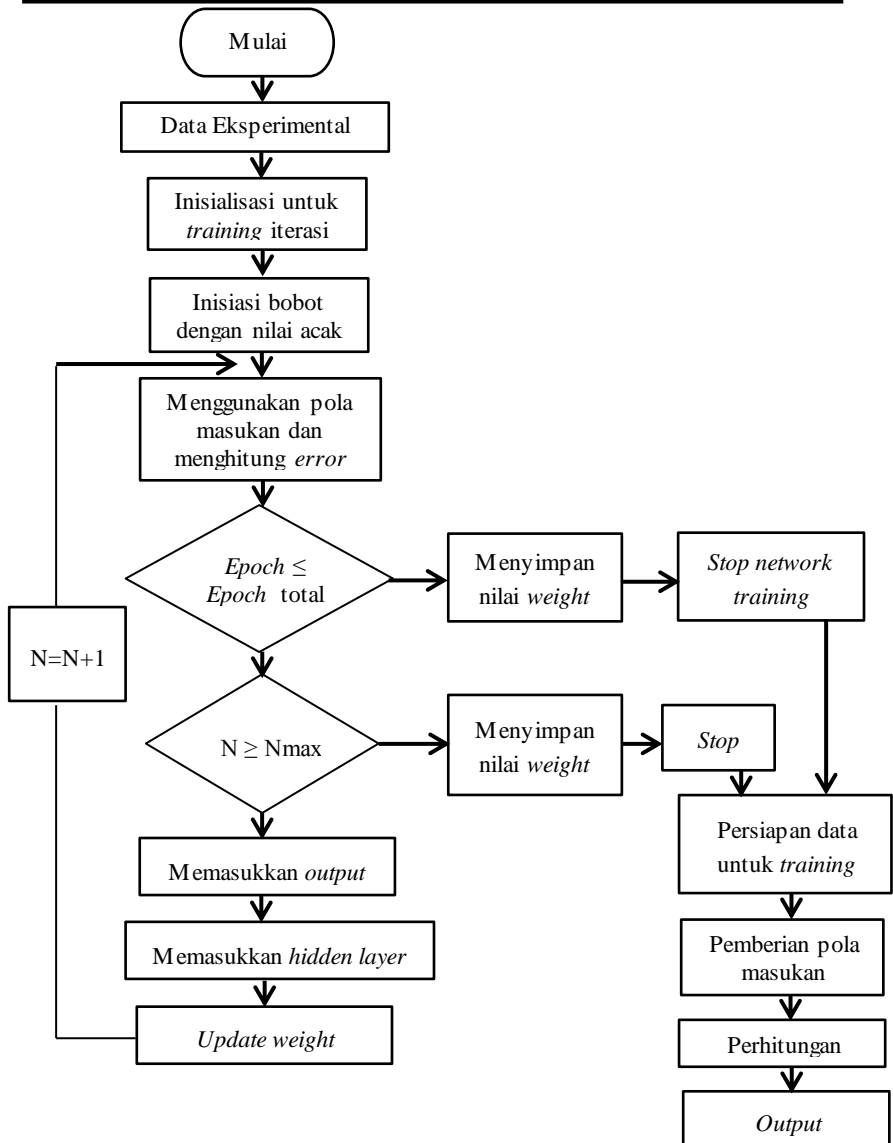 Mulai
Data Eksperimental
Inisialisasi untuk
training iterasi
Inisiasi bobot
dengan nilai acak
Menggunakan pola
masukan dan
menghitung error
Epoch ≤
Epoch total
Menyimpan
nilai weight
Stop network
training
N=N+1
N ≥ Nmax
Menyimpan
nilai weight
Stop
Memasukkan output
Memasukkan hidden layer
Update weight
Persiapan data
untuk training
Pemberian pola
masukan
Perhitungan
Output